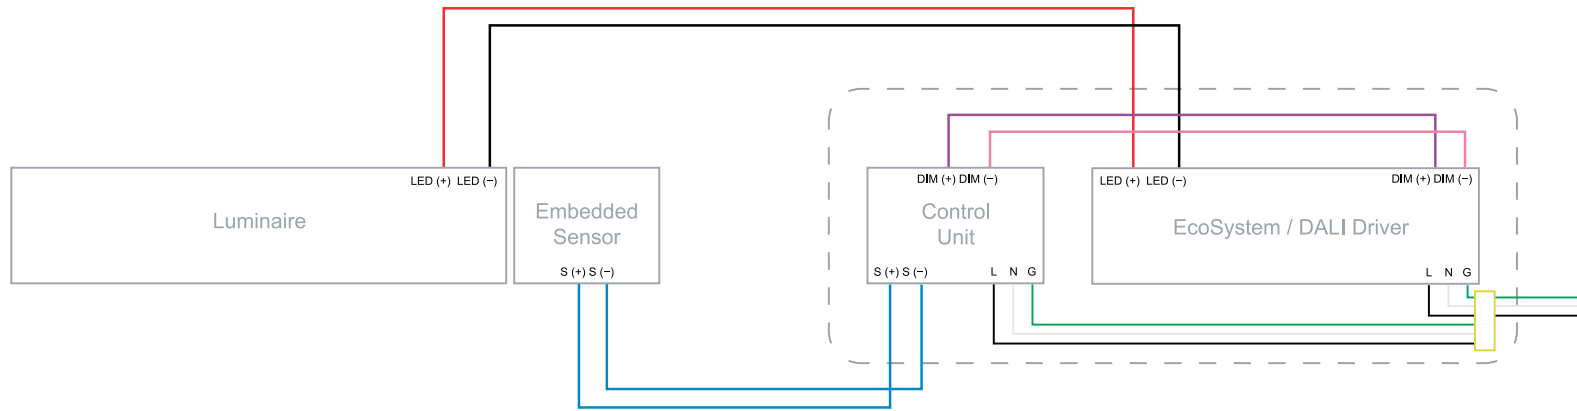 LED (+) LED (−)
Luminaire
Embedded
Sensor
S (+) S (−)
DIM (+) DIM (−)
Control
Unit
S (+) S (−)
L N G
LED (+) LED (−)
DIM (+) DIM (−)
EcoSystem / DALI Driver
L N G